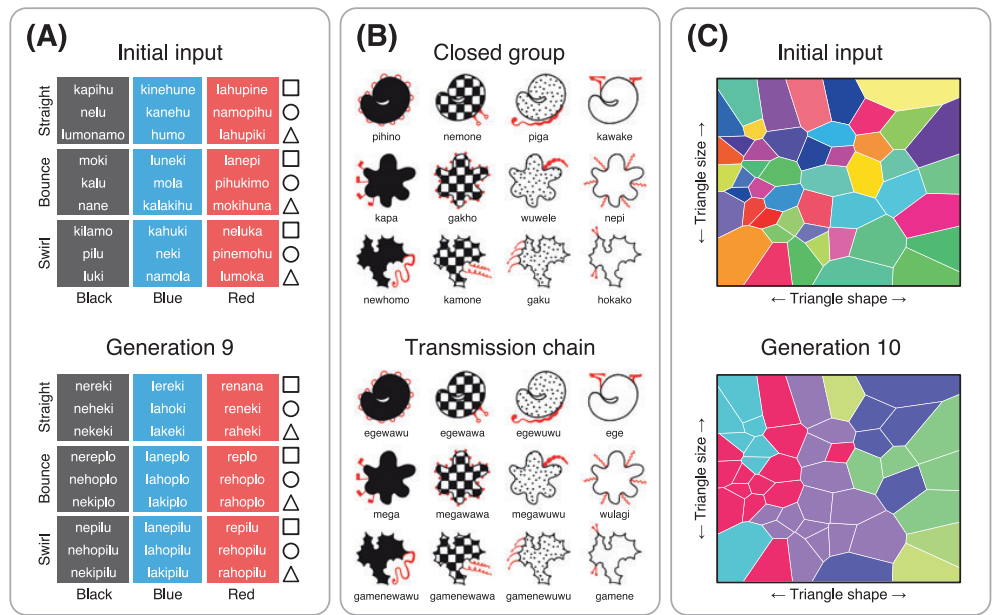 (A)
Initial input
Straight
kapihu kinehune lahupine
nelu kanehu namopihu
lumonamo humo lahupiki
Bounce
moki luneki lanepi
kalu mola pihukimo
nane kalakihu mokihuna
Swirl
kilamo kahuki neluka
pilu neki pinemohu
luki namola lumoka
Black Blue Red
Generation 9
Straight
nereki lereki renana
neheki lahoki reneki
nekeki lakeki raheki
Bounce
nereplo laneplo replo
nehoplo lahoplo rehoplo
nekiplo lakiplo rahoplo
Swirl
nepilu lanepilu repilu
nehopilu lahopilu rehopilu
nekipilu lakipilu rahopilu
Black Blue Red
(B)
Closed group
pihino nemone piga kawake
kapa gakho wuwele nepi
newhomo kamone gaku hokako
Transmission chain
egewawu egewawa egewuwu ege
mega megawawa megawuwu wulagi
gamenewawu gamenewawa gamenewuwu gamene
(C)
Initial input
← Triangle size →
← Triangle shape →
Generation 10
← Triangle size →
← Triangle shape →